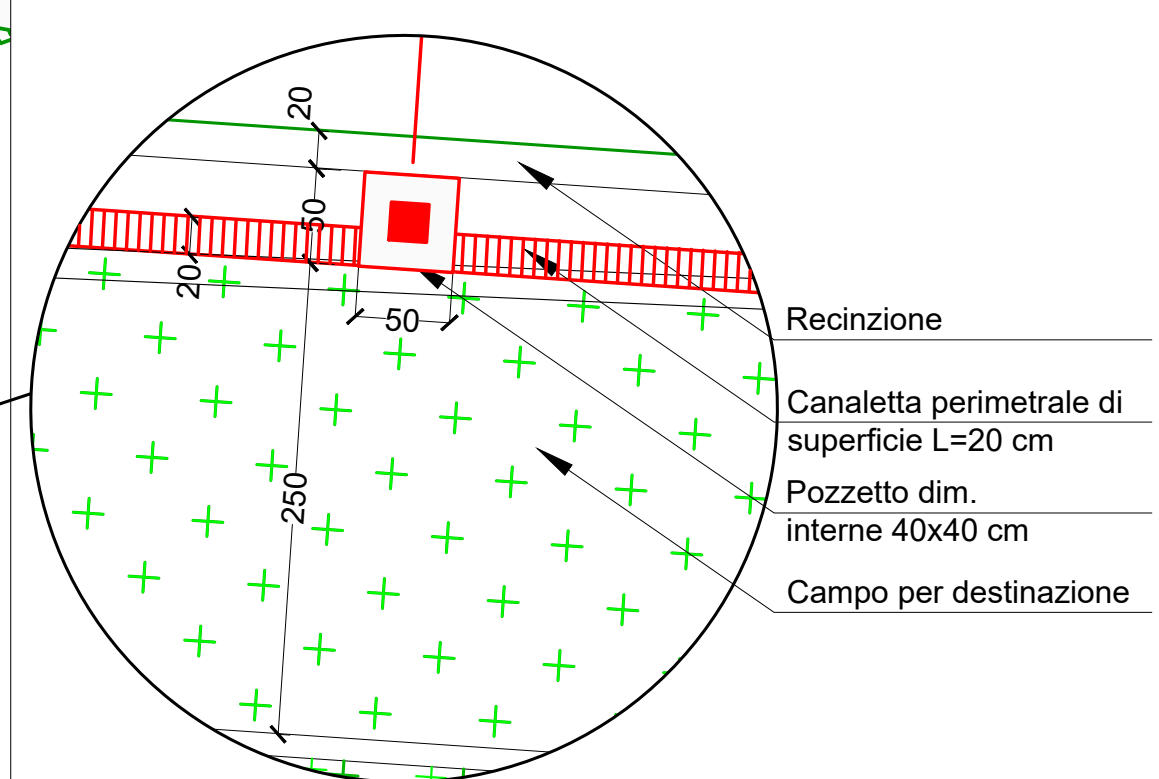 20
50
20
50
250
Recinzione
Canaletta perimetrale di
superficie L=20 cm
Pozzetto dim.
interne 40x40 cm
Campo per destinazione